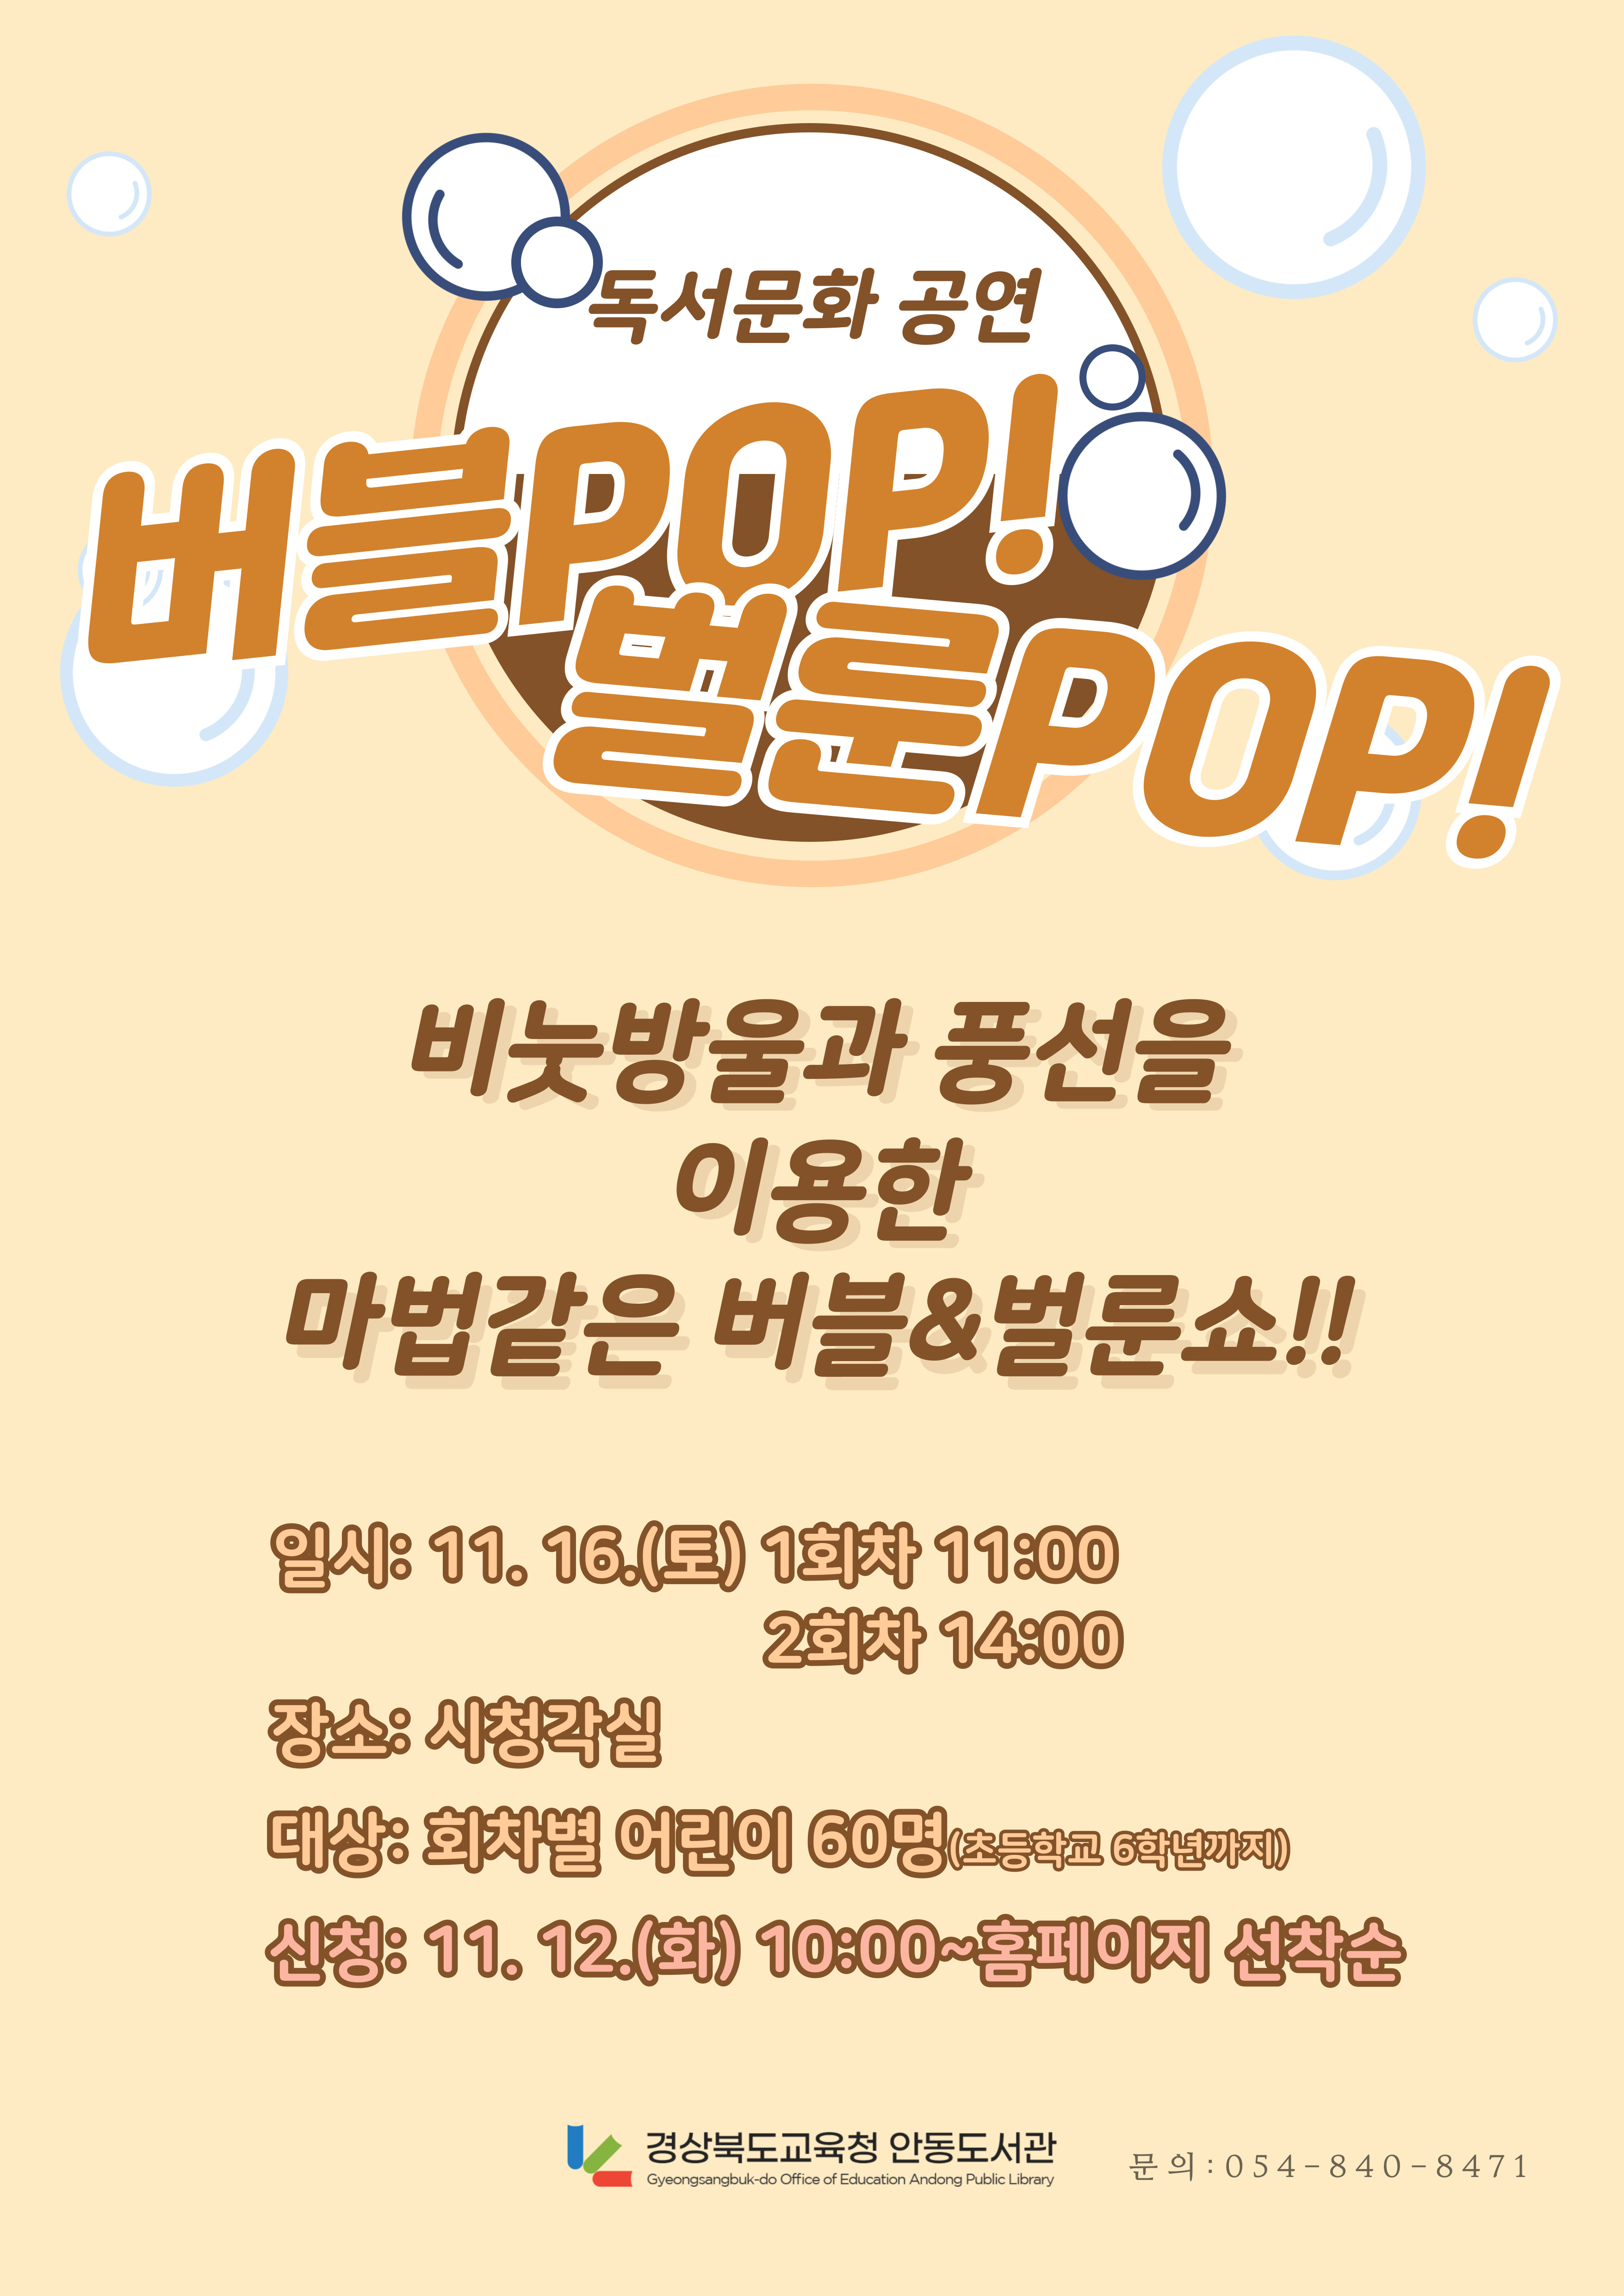 독서문화 공연
버블POP!
벌룬POP!
비눗방울과 풍선을
이용한
마법같은 버블&벌룬쇼!!
일시: 11. 16.(토) 1회차 11:00
2회차 14:00
장소: 시청각실
대상: 회차별 어린이 60명(초등학교 6학년까지)
신청: 11. 12.(화) 10:00~홈페이지 선착순
경상북도교육청 안동도서관
Gyeongsangbuk-do Office of Education Andong Public Library
문의:054-840-8471